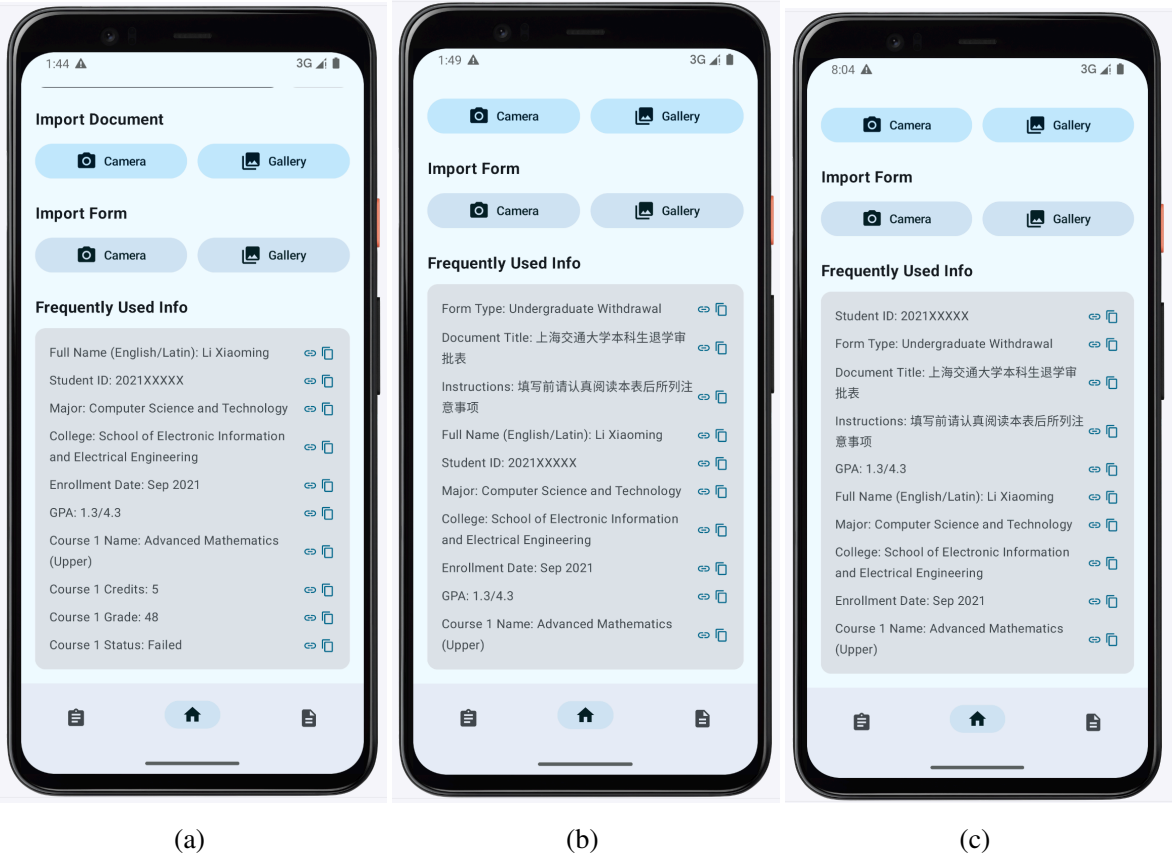 1:44
3G
Import Document
Camera
Gallery
Import Form
Camera
Gallery
Frequently Used Info
Full Name (English/Latin): Li Xiaoming
Student ID: 2021XXXXX
Major: Computer Science and Technology
College: School of Electronic Information
and Electrical Engineering
Enrollment Date: Sep 2021
GPA: 1.3/4.3
Course 1 Name: Advanced Mathematics
(Upper)
Course 1 Credits: 5
Course 1 Grade: 48
Course 1 Status: Failed
(a)
1:49
3G
Camera
Gallery
Import Form
Camera
Gallery
Frequently Used Info
Form Type: Undergraduate Withdrawal
Document Title: 上海交通大学本科生退学审
批表
Instructions: 填写前请认真阅读本表后所列注
意事项
Full Name (English/Latin): Li Xiaoming
Student ID: 2021XXXXX
Major: Computer Science and Technology
College: School of Electronic Information
and Electrical Engineering
Enrollment Date: Sep 2021
GPA: 1.3/4.3
Course 1 Name: Advanced Mathematics
(Upper)
(b)
8:04
3G
Camera
Gallery
Import Form
Camera
Gallery
Frequently Used Info
Student ID: 2021XXXXX
Form Type: Undergraduate Withdrawal
Document Title: 上海交通大学本科生退学审
批表
Instructions: 填写前请认真阅读本表后所列注
意事项
GPA: 1.3/4.3
Full Name (English/Latin): Li Xiaoming
Major: Computer Science and Technology
College: School of Electronic Information
and Electrical Engineering
Enrollment Date: Sep 2021
Course 1 Name: Advanced Mathematics
(Upper)
(c)